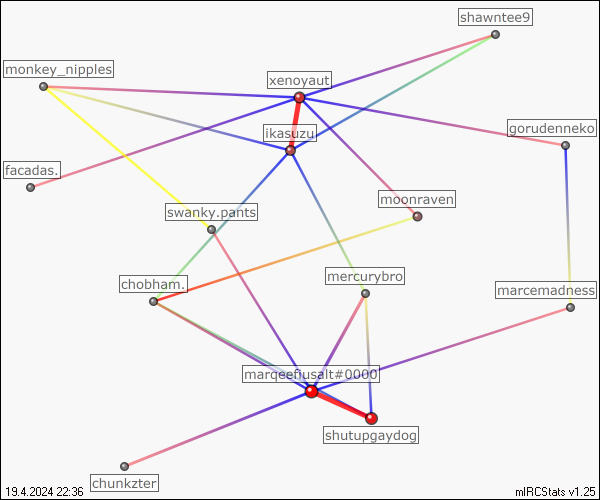 shawntee9
monkey_nipples
xenoyaut
ikasuzu
gorudenneko
facadas.
moonraven
swanky.pants
mercurybro
chobham.
marcemadness
marqeefiusalt#0000
shutupgaydog
chunkzter
19.4.2024 22:36
mIRCStats v1.25